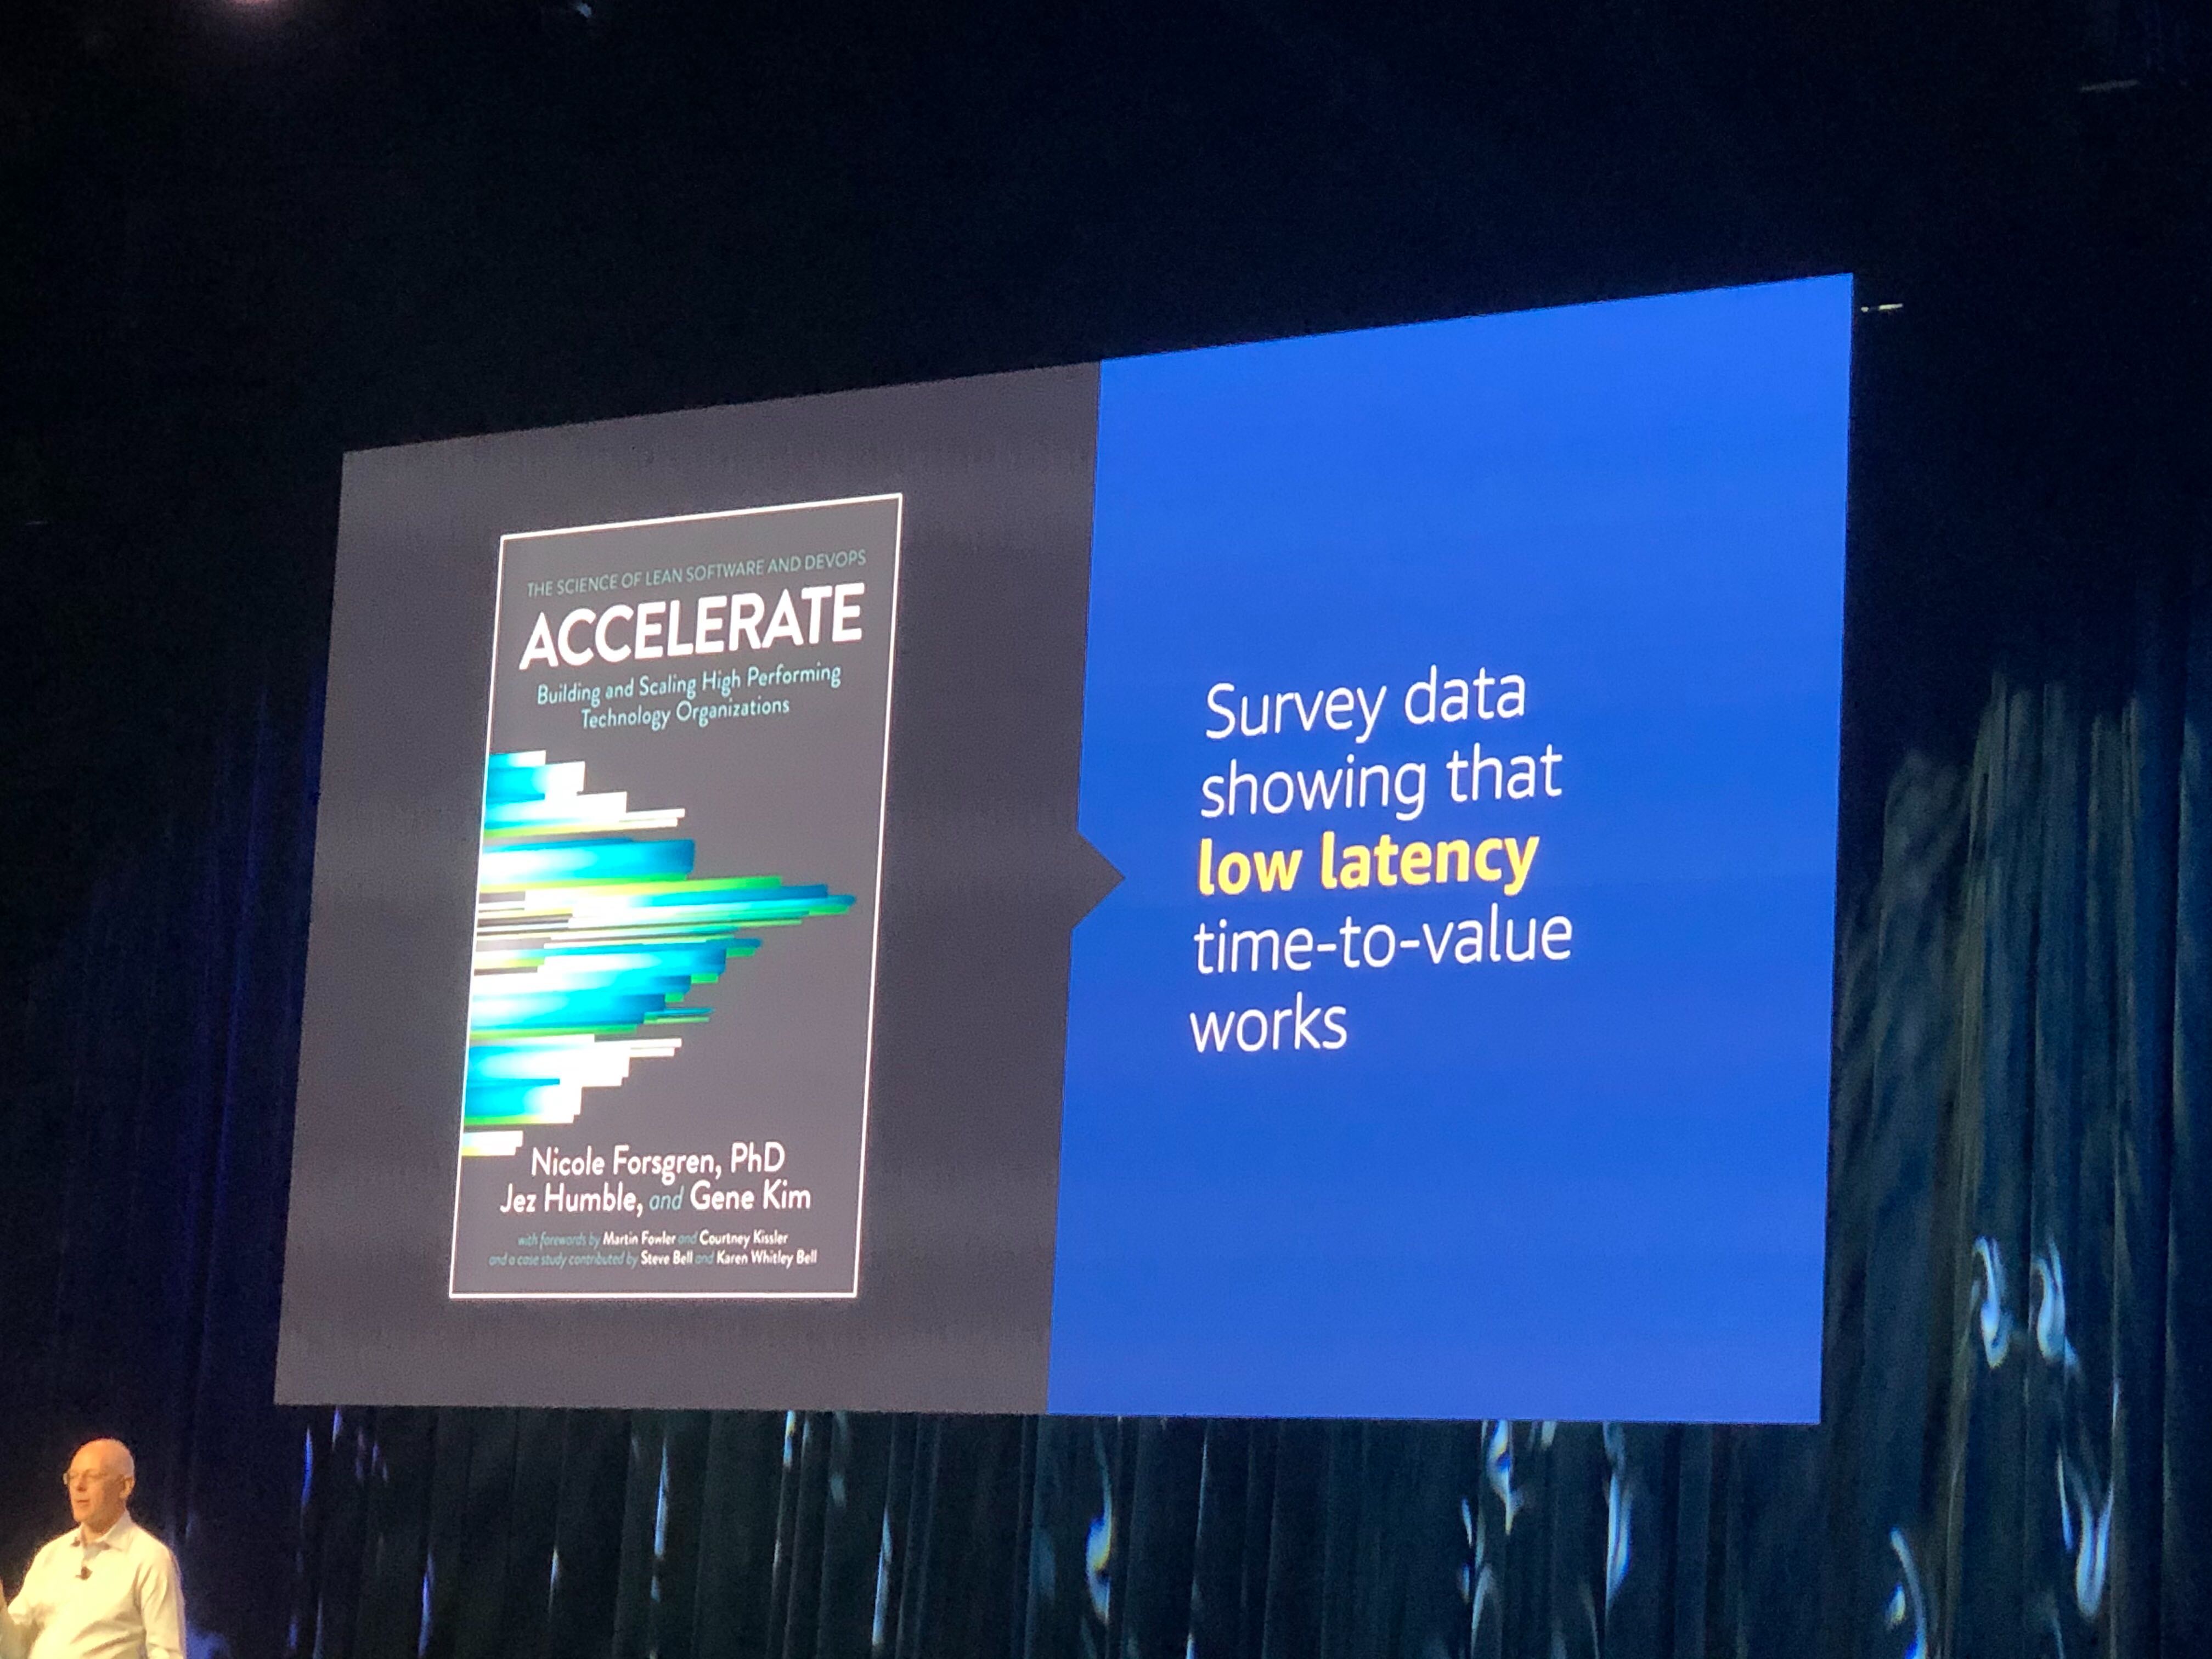 THE SCIENCE OF LEAN SOFTWARE AND DEVOPS
ACCELERATE
Building and Scaling High Performing
Technology Organizations
Nicole Forsgren, PhD
Jez Humble, and Gene Kim
with forewords by Martin Fowler and Courtney Kissler
and a case study contributed by Steve Bell and Karen Whitley Bell
Survey data
showing that
low latency
time-to-value
works